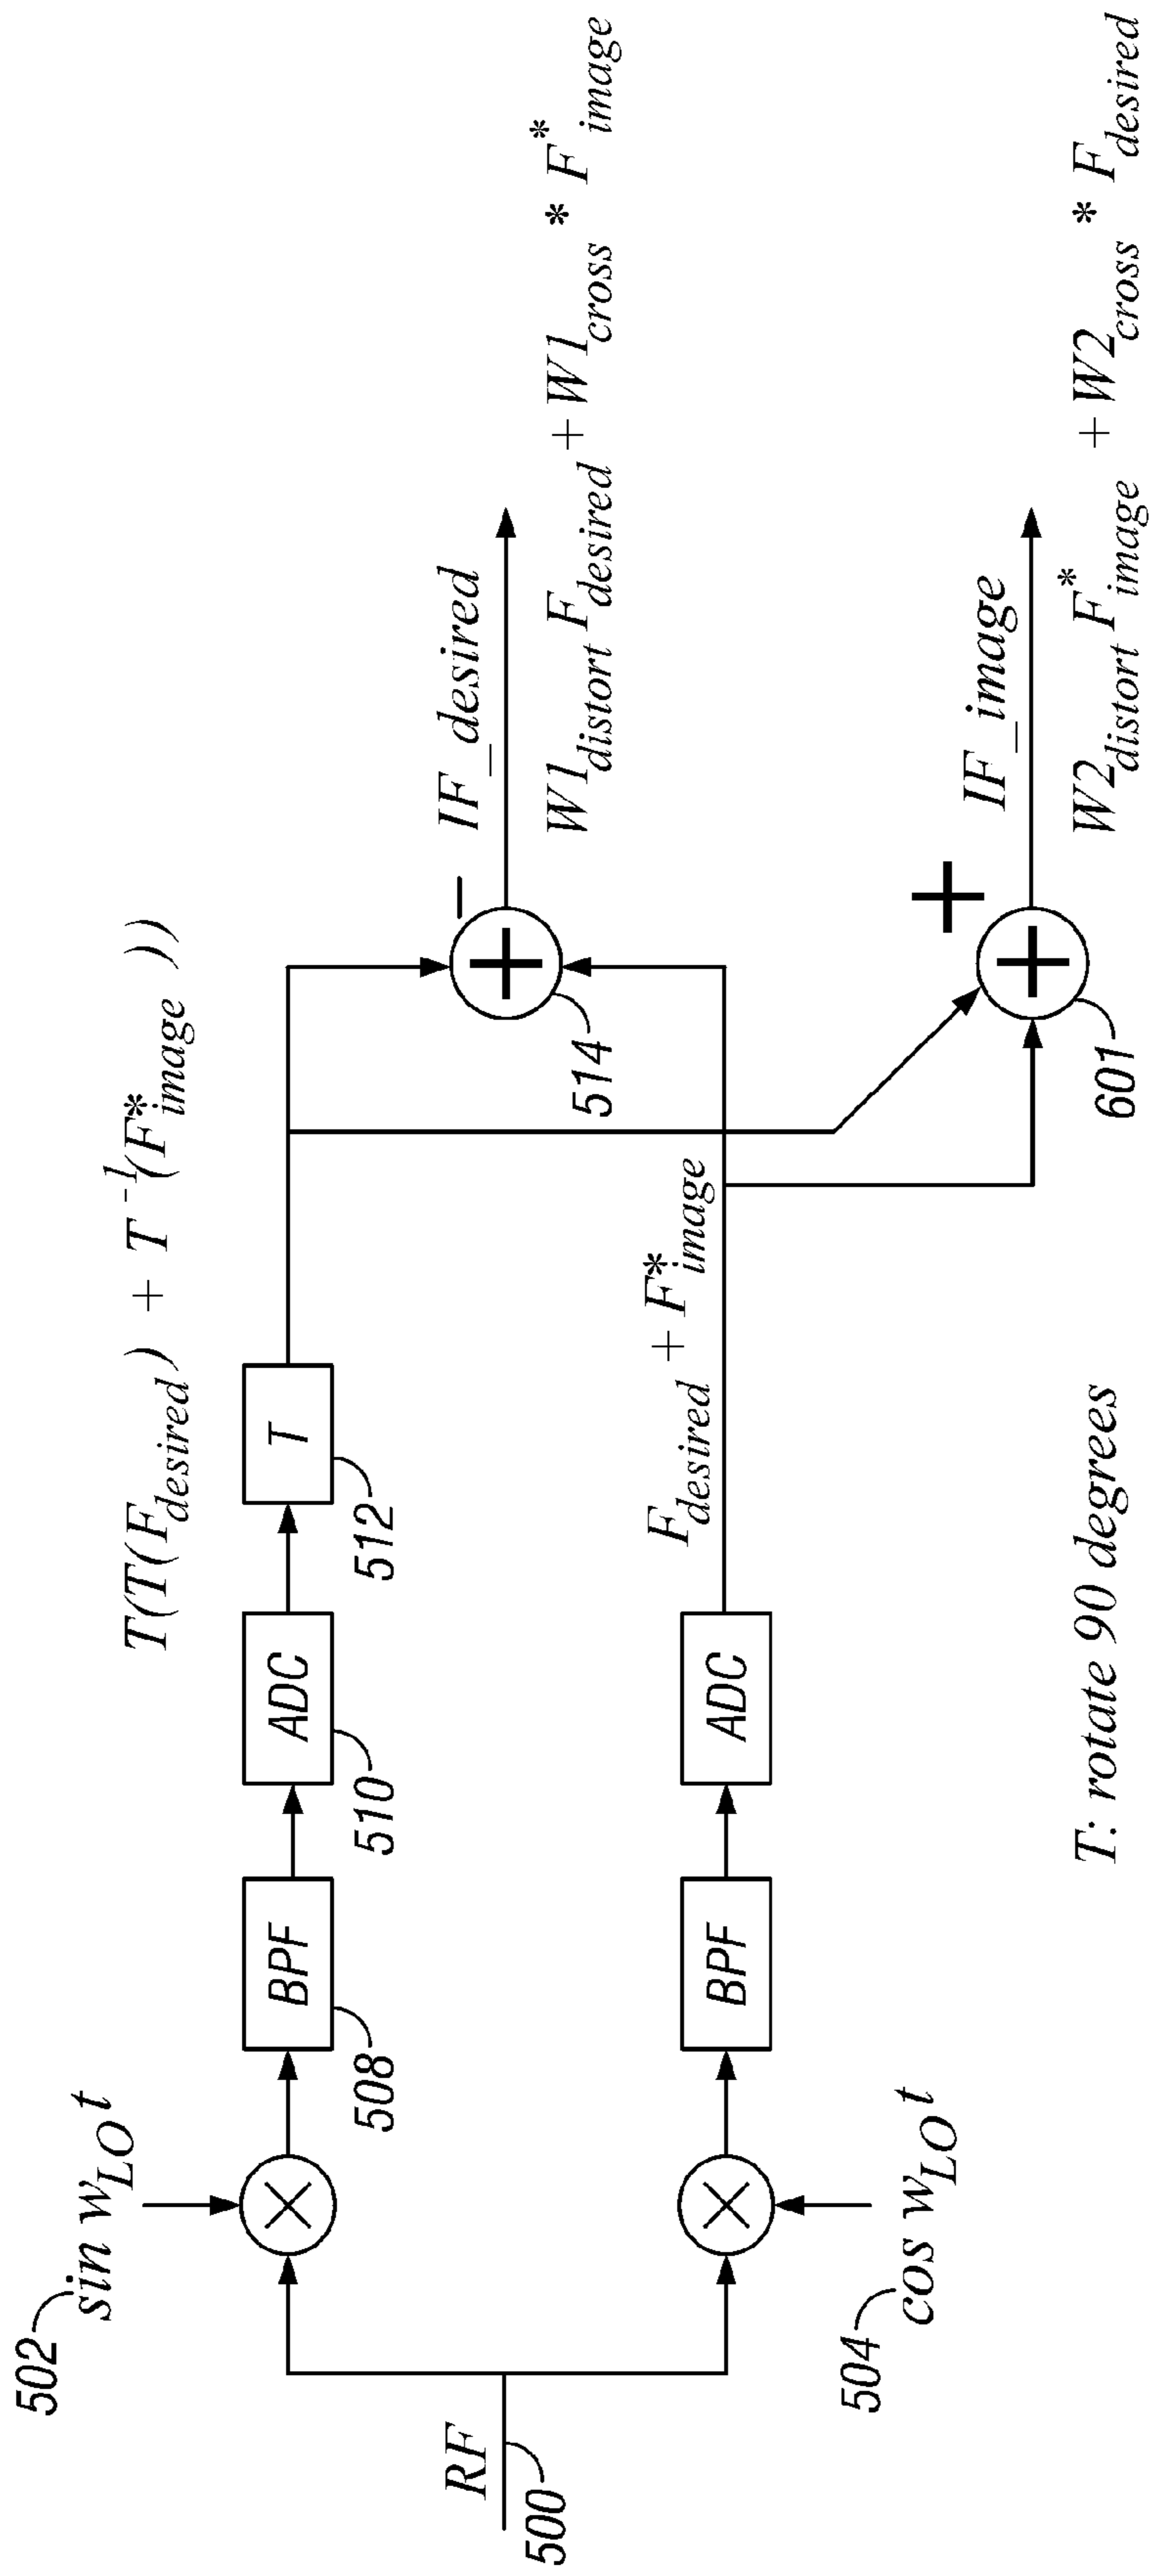 502
sin w_LO t
T(T(F_desired) + T^-1(F*_image ))
RF
500
BPF
508
ADC
510
T
512
F_desired + F*_image
504
cos w_LO t
BPF
ADC
-
+
514
IF_desired
W1_distort F_desired + W1_cross * F*_image
+
+
601
IF_image
W2_distort F*_image + W2_cross * F_desired
T: rotate 90 degrees